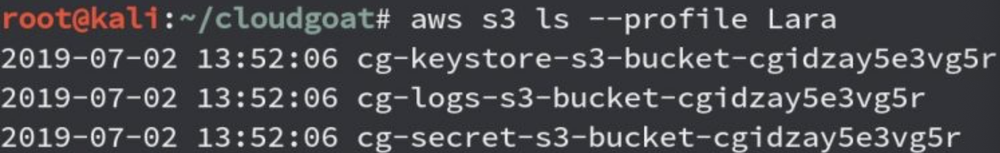 root@kali:~/cloudgoat# aws s3 ls --profile Lara
2019-07-02 13:52:06 cg-keystore-s3-bucket-cgidzay5e3vg5r
2019-07-02 13:52:06 cg-logs-s3-bucket-cgidzay5e3vg5r
2019-07-02 13:52:06 cg-secret-s3-bucket-cgidzay5e3vg5r